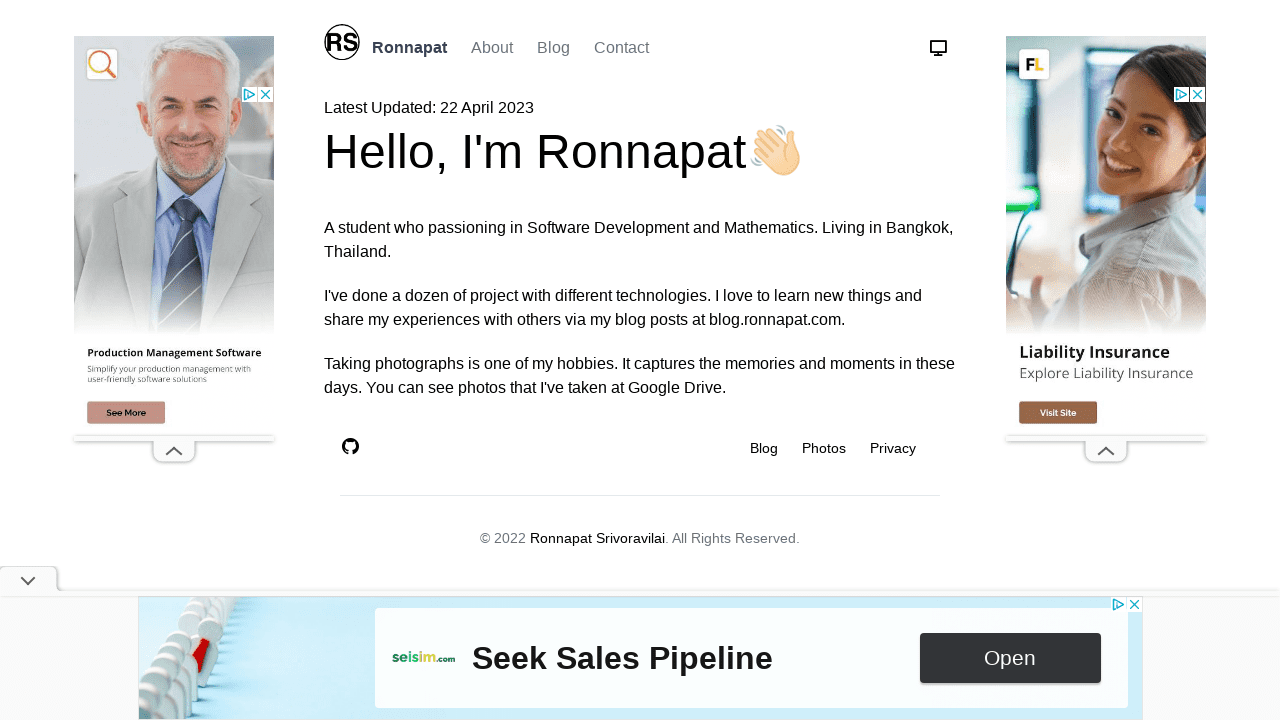 RS
Ronnapat
About
Blog
Contact
Latest Updated: 22 April 2023
Hello, I'm Ronnapat
A student who passioning in Software Development and Mathematics. Living in Bangkok,
Thailand.
I've done a dozen of project with different technologies. I love to learn new things and
share my experiences with others via my blog posts at blog.ronnapat.com.
Taking photographs is one of my hobbies. It captures the memories and moments in these
days. You can see photos that I've taken at Google Drive.
Blog
Photos
Privacy
© 2022 Ronnapat Srivoravilai. All Rights Reserved.
Production Management Software
Simplify your production management with
user-friendly software solutions
See More
FL
Liability Insurance
Explore Liability Insurance
Visit Site
seisim.com
Seek Sales Pipeline
Open